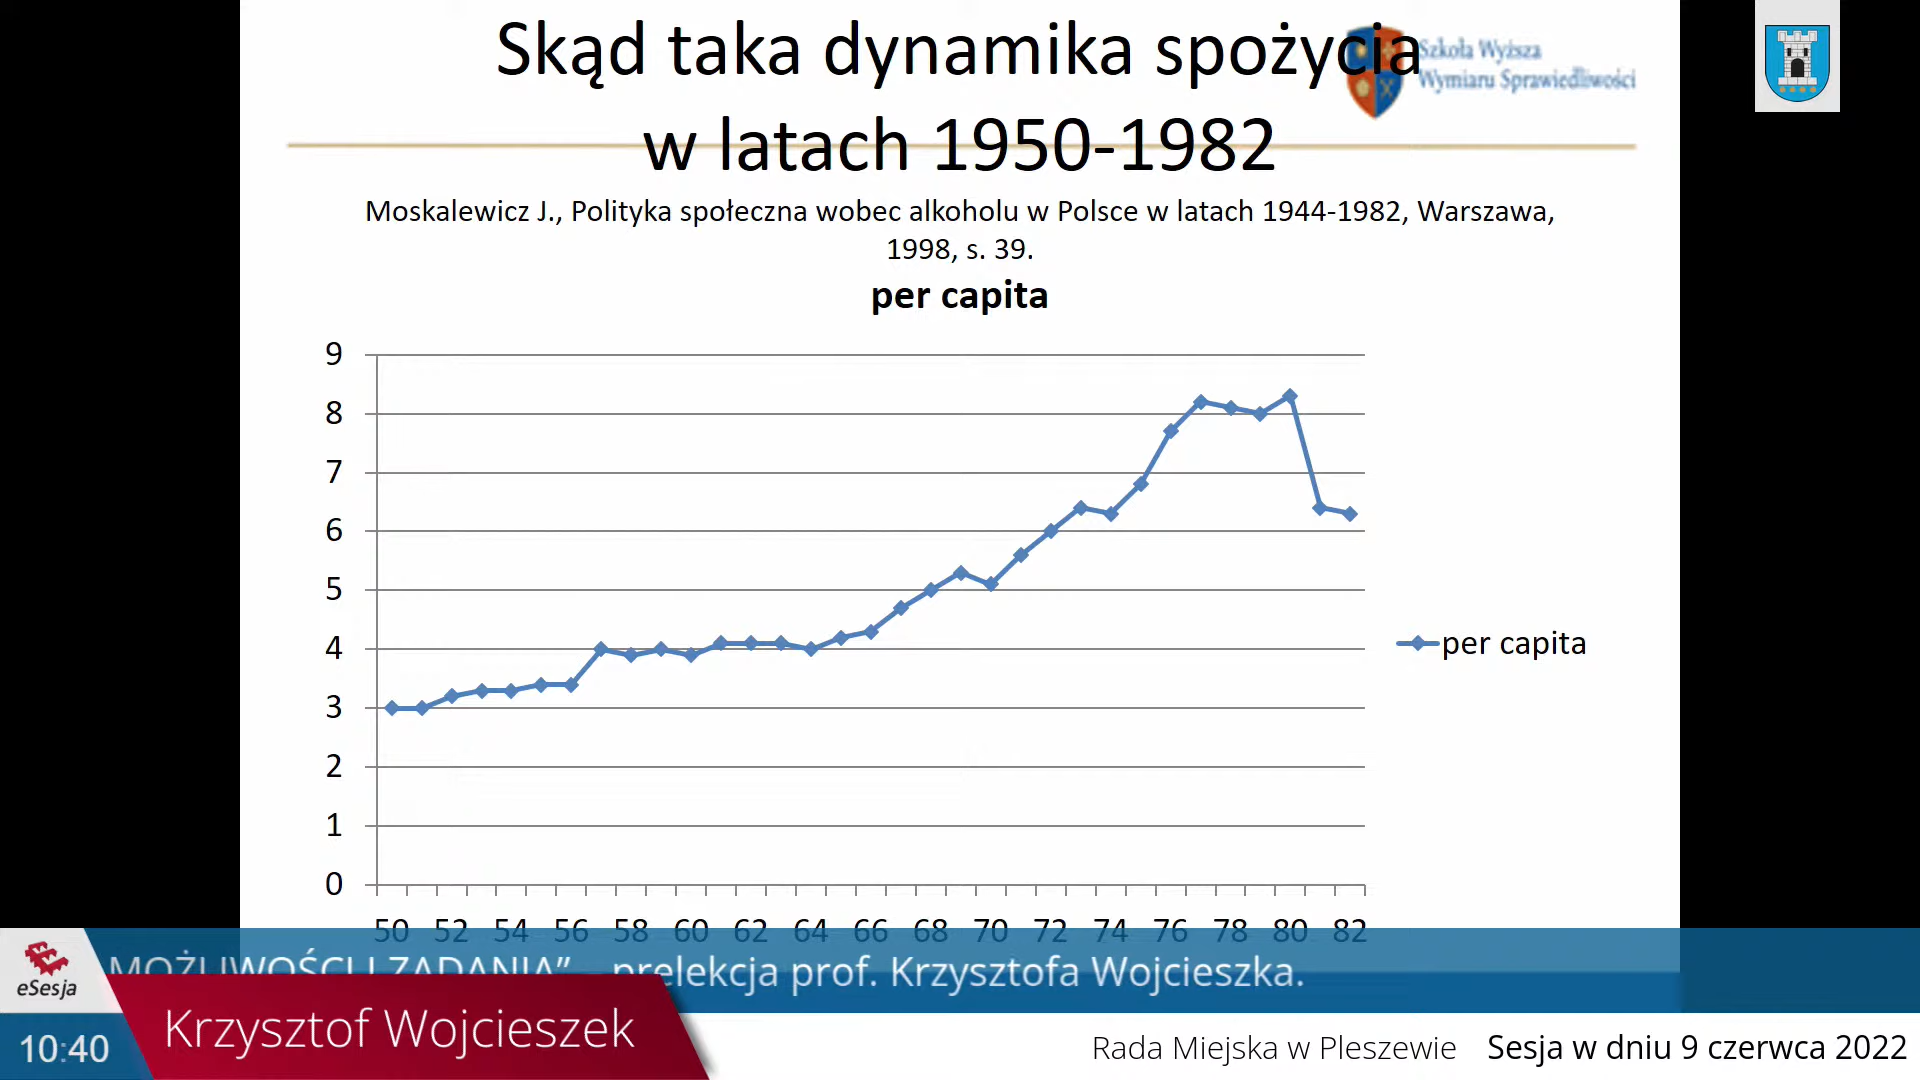 Skąd taka dynamika spożycia
w latach 1950-1982
Szkoła Wyższa
Wymiaru Sprawiedliwości
Moskalewicz J., Polityka społeczna wobec alkoholu w Polsce w latach 1944-1982, Warszawa,
1998, s. 39.
per capita
9
8
7
6
5
4
3
2
1
0
50 52 54 56 58 60 62 64 66 68 70 72 74 76 78 80 82
per capita
MOŻLIWOŚCI I ZADANIA” prelekcja prof. Krzysztofa Wojcieszka.
eSesja
Krzysztof Wojcieszek
10:40
Rada Miejska w Pleszewie Sesja w dniu 9 czerwca 2022